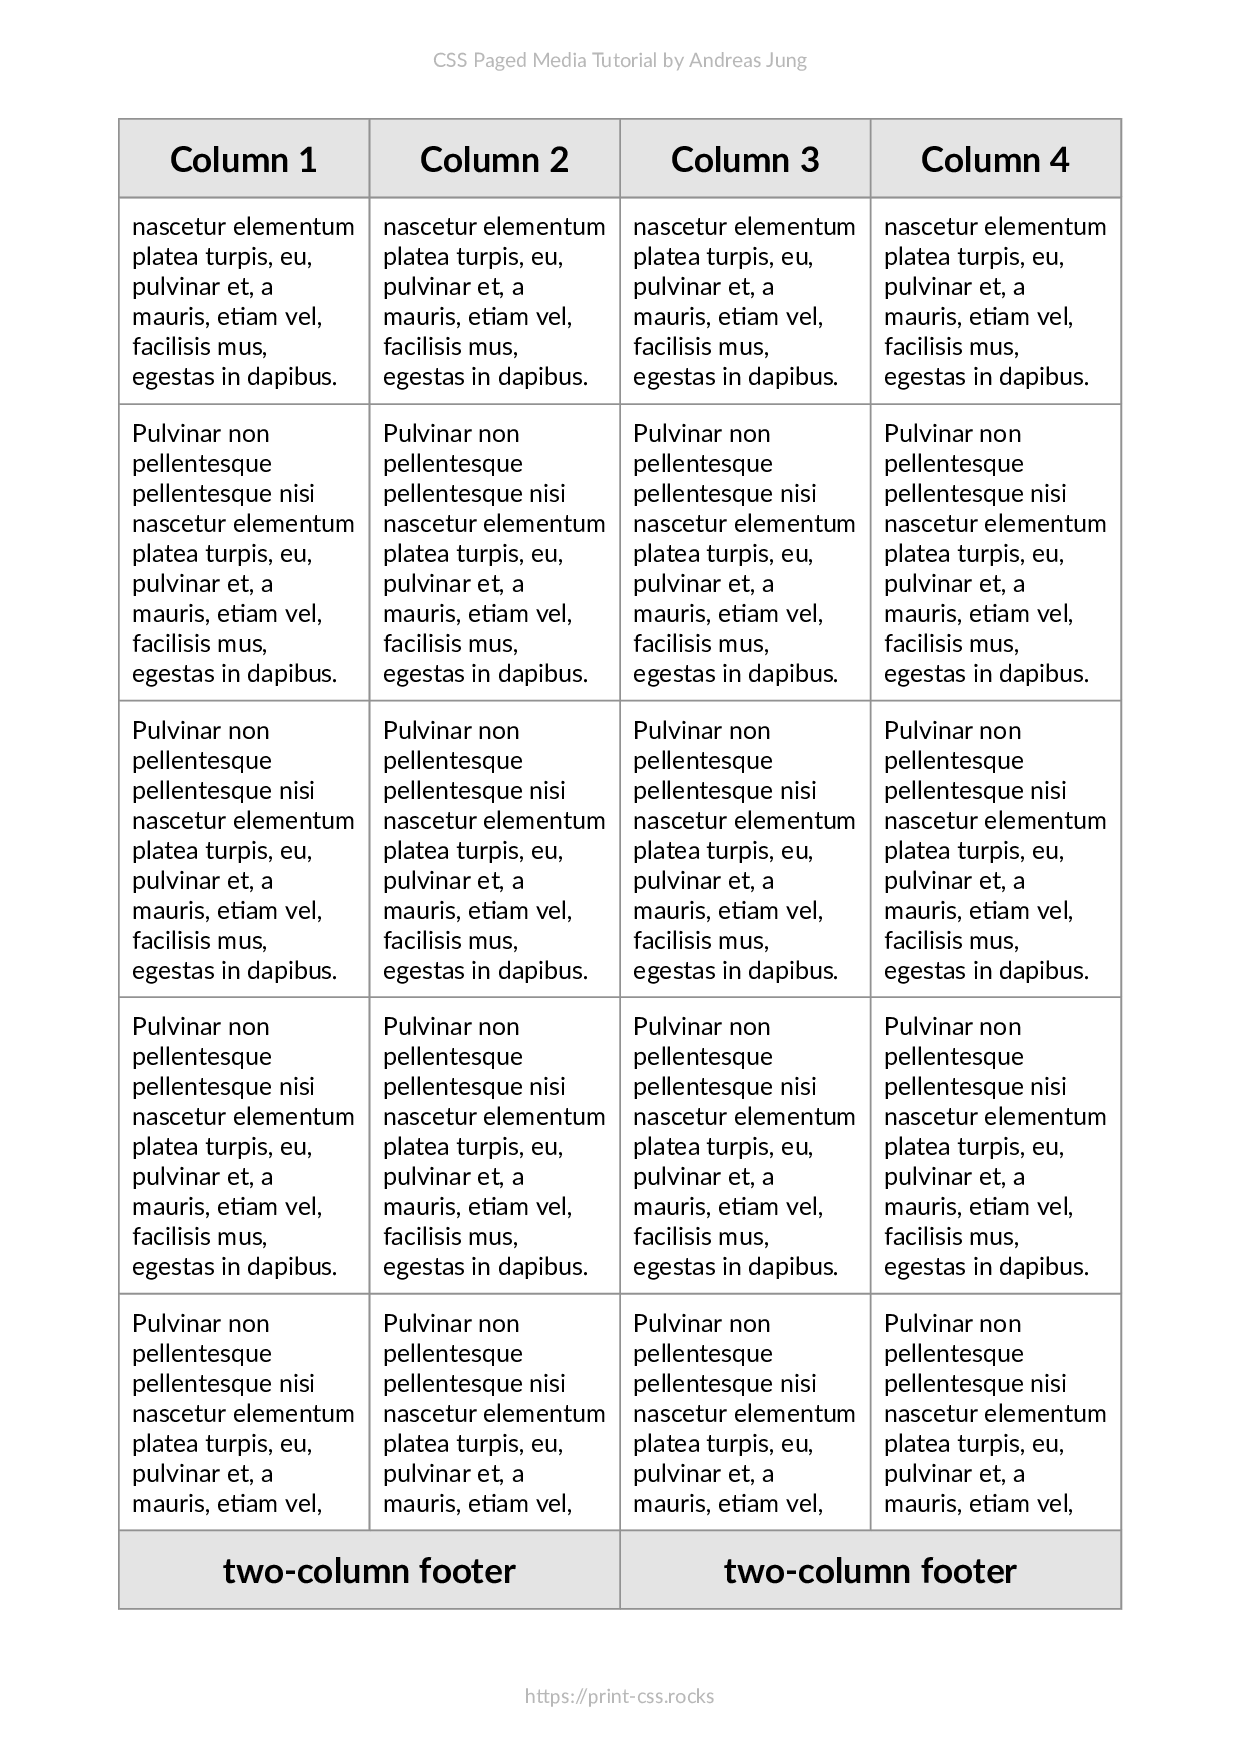 CSS Paged Media Tutorial by Andreas Jung
Column 1 Column 2 Column 3 Column 4
nascetur elementum nascetur elementum nascetur elementum nascetur elementum
platea turpis, eu, platea turpis, eu, platea turpis, eu, platea turpis, eu,
pulvinar et, a pulvinar et, a pulvinar et, a pulvinar et, a
mauris, etiam vel, mauris, etiam vel, mauris, etiam vel, mauris, etiam vel,
facilisis mus, facilisis mus, facilisis mus, facilisis mus,
egestas in dapibus. egestas in dapibus. egestas in dapibus. egestas in dapibus.
Pulvinar non Pulvinar non Pulvinar non Pulvinar non
pellentesque pellentesque pellentesque pellentesque
pellentesque nisi pellentesque nisi pellentesque nisi pellentesque nisi
nascetur elementum nascetur elementum nascetur elementum nascetur elementum
platea turpis, eu, platea turpis, eu, platea turpis, eu, platea turpis, eu,
pulvinar et, a pulvinar et, a pulvinar et, a pulvinar et, a
mauris, etiam vel, mauris, etiam vel, mauris, etiam vel, mauris, etiam vel,
facilisis mus, facilisis mus, facilisis mus, facilisis mus,
egestas in dapibus. egestas in dapibus. egestas in dapibus. egestas in dapibus.
Pulvinar non Pulvinar non Pulvinar non Pulvinar non
pellentesque pellentesque pellentesque pellentesque
pellentesque nisi pellentesque nisi pellentesque nisi pellentesque nisi
nascetur elementum nascetur elementum nascetur elementum nascetur elementum
platea turpis, eu, platea turpis, eu, platea turpis, eu, platea turpis, eu,
pulvinar et, a pulvinar et, a pulvinar et, a pulvinar et, a
mauris, etiam vel, mauris, etiam vel, mauris, etiam vel, mauris, etiam vel,
facilisis mus, facilisis mus, facilisis mus, facilisis mus,
egestas in dapibus. egestas in dapibus. egestas in dapibus. egestas in dapibus.
Pulvinar non Pulvinar non Pulvinar non Pulvinar non
pellentesque pellentesque pellentesque pellentesque
pellentesque nisi pellentesque nisi pellentesque nisi pellentesque nisi
nascetur elementum nascetur elementum nascetur elementum nascetur elementum
platea turpis, eu, platea turpis, eu, platea turpis, eu, platea turpis, eu,
pulvinar et, a pulvinar et, a pulvinar et, a pulvinar et, a
mauris, etiam vel, mauris, etiam vel, mauris, etiam vel, mauris, etiam vel,
facilisis mus, facilisis mus, facilisis mus, facilisis mus,
egestas in dapibus. egestas in dapibus. egestas in dapibus. egestas in dapibus.
Pulvinar non Pulvinar non Pulvinar non Pulvinar non
pellentesque pellentesque pellentesque pellentesque
pellentesque nisi pellentesque nisi pellentesque nisi pellentesque nisi
nascetur elementum nascetur elementum nascetur elementum nascetur elementum
platea turpis, eu, platea turpis, eu, platea turpis, eu, platea turpis, eu,
pulvinar et, a pulvinar et, a pulvinar et, a pulvinar et, a
mauris, etiam vel, mauris, etiam vel, mauris, etiam vel, mauris, etiam vel,
two-column footer two-column footer
https://print-css.rocks